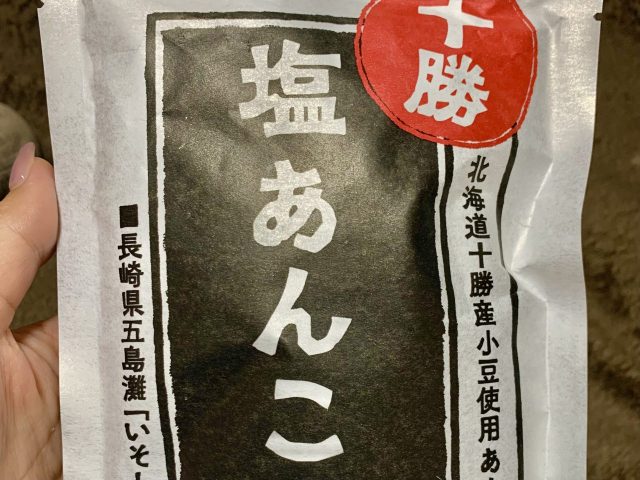 十勝
北海道十勝産小豆使用 あ
塩あんこ
■長崎県五島灘「いそ